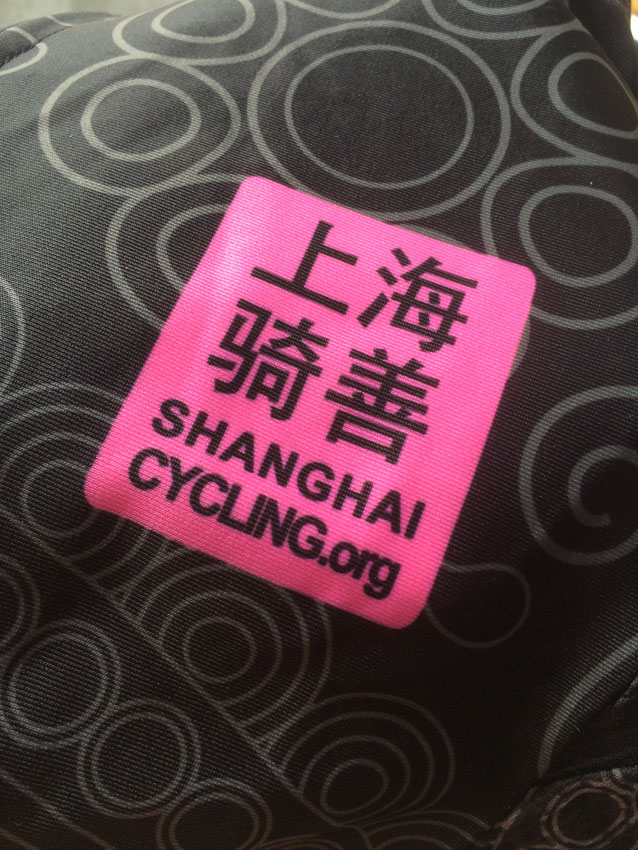 上海
骑善
SHANGHAI
CYCLING.org